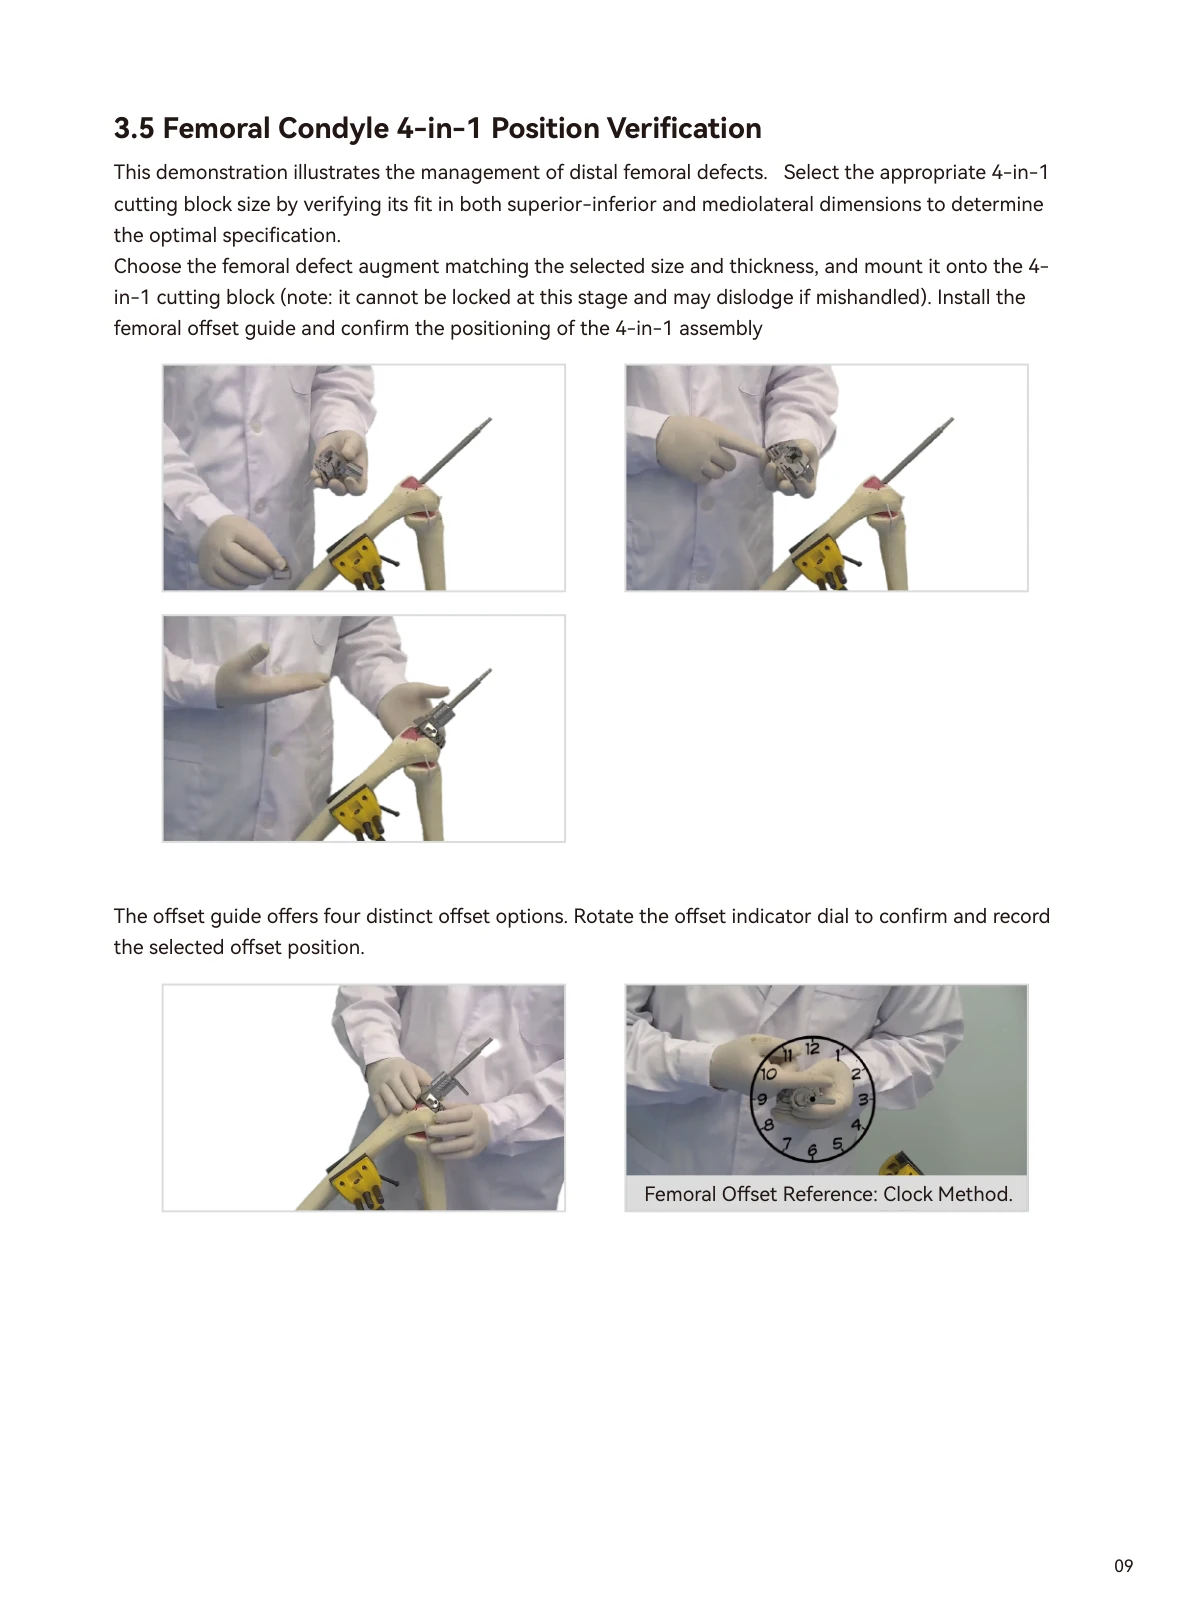 3.5 Femoral Condyle 4-in-1 Position Verification
This demonstration illustrates the management of distal femoral defects.   Select the appropriate 4-in-1
cutting block size by verifying its fit in both superior-inferior and mediolateral dimensions to determine
the optimal specification.
Choose the femoral defect augment matching the selected size and thickness, and mount it onto the 4-
in-1 cutting block (note: it cannot be locked at this stage and may dislodge if mishandled). Install the
femoral offset guide and confirm the positioning of the 4-in-1 assembly
The offset guide offers four distinct offset options. Rotate the offset indicator dial to confirm and record
the selected offset position.
12
11 1
10 2
9 3
8 4
7 5
6
Femoral Offset Reference: Clock Method.
09